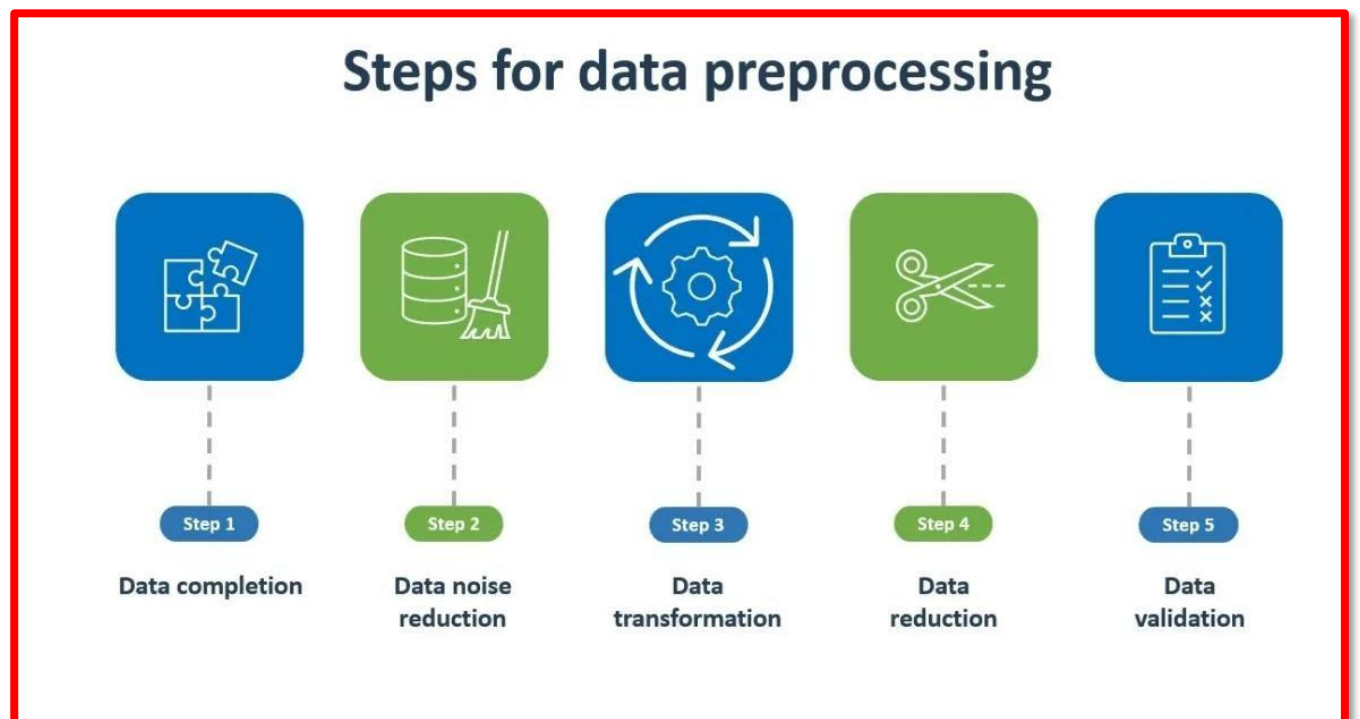 Steps for data preprocessing
Step 1
Data completion
Step 2
Data noise
reduction
Step 3
Data
transformation
Step 4
Data
reduction
Step 5
Data
validation